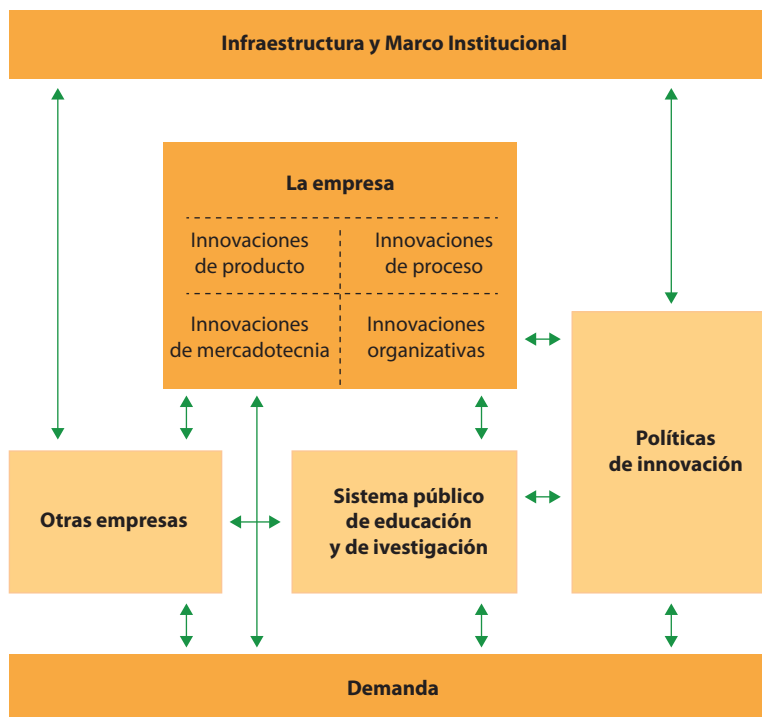 Infraestructura y Marco Institucional
La empresa
Innovaciones
de producto
Innovaciones
de proceso
Innovaciones
de mercadotecnia
Innovaciones
organizativas
Otras empresas
Sistema público
de educación
y de ivestigación
Políticas
de innovación
Demanda